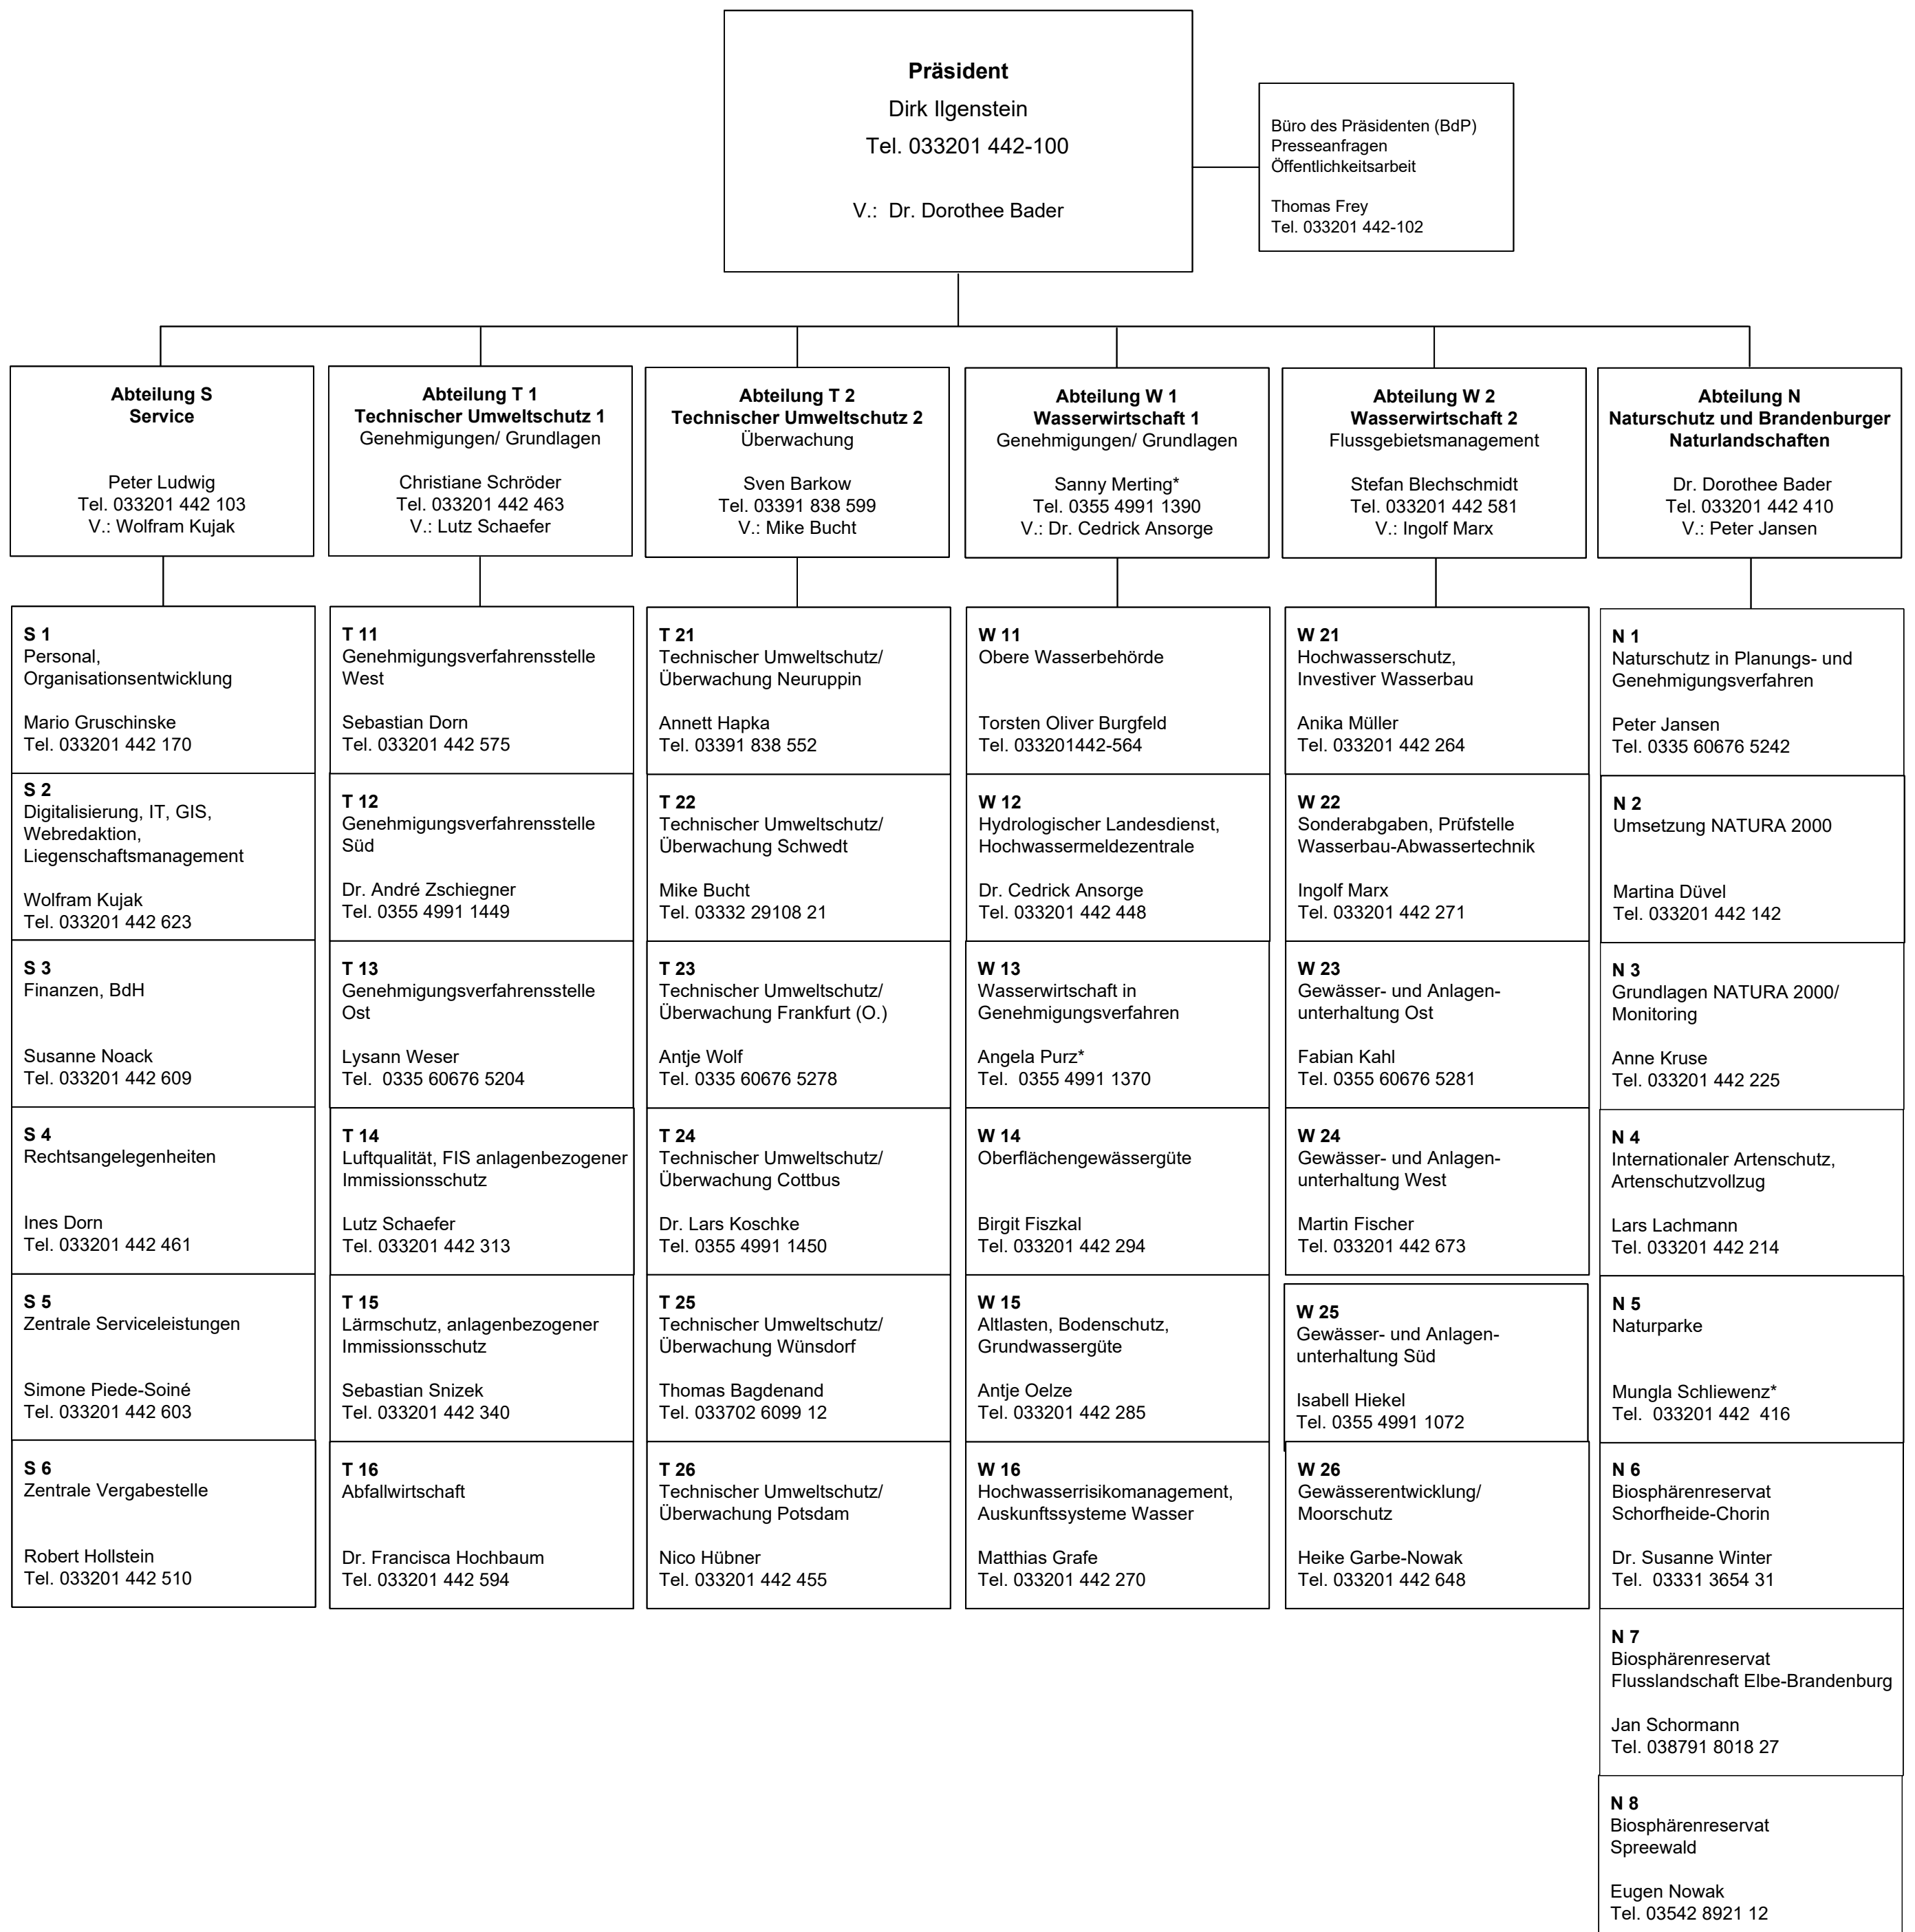 Präsident
Dirk Ilgenstein
Tel. 033201 442-100
V.: Dr. Dorothee Bader
Büro des Präsidenten (BdP)
Presseanfragen
Öffentlichkeitsarbeit
Thomas Frey
Tel. 033201 442-102
Abteilung S
Service
Peter Ludwig
Tel. 033201 442 103
V.: Wolfram Kujak
Abteilung T 1
Technischer Umweltschutz 1
Genehmigungen/ Grundlagen
Christiane Schröder
Tel. 033201 442 463
V.: Lutz Schaefer
Abteilung T 2
Technischer Umweltschutz 2
Überwachung
Sven Barkow
Tel. 03391 838 599
V.: Mike Bucht
Abteilung W 1
Wasserwirtschaft 1
Genehmigungen/ Grundlagen
Sanny Merting*
Tel. 0355 4991 1390
V.: Dr. Cedrick Ansorge
Abteilung W 2
Wasserwirtschaft 2
Flussgebietsmanagement
Stefan Blechschmidt
Tel. 033201 442 581
V.: Ingolf Marx
Abteilung N
Naturschutz und Brandenburger
Naturlandschaften
Dr. Dorothee Bader
Tel. 033201 442 410
V.: Peter Jansen
S 1
Personal,
Organisationsentwicklung
Mario Gruschinske
Tel. 033201 442 170
S 2
Digitalisierung, IT, GIS,
Webredaktion,
Liegenschaftsmanagement
Wolfram Kujak
Tel. 033201 442 623
S 3
Finanzen, BdH
Susanne Noack
Tel. 033201 442 609
S 4
Rechtsangelegenheiten
Ines Dorn
Tel. 033201 442 461
S 5
Zentrale Serviceleistungen
Simone Piede-Soiné
Tel. 033201 442 603
S 6
Zentrale Vergabestelle
Robert Hollstein
Tel. 033201 442 510
T 11
Genehmigungsverfahrensstelle
West
Sebastian Dorn
Tel. 033201 442 575
T 12
Genehmigungsverfahrensstelle
Süd
Dr. André Zschiegner
Tel. 0355 4991 1449
T 13
Genehmigungsverfahrensstelle
Ost
Lysann Weser
Tel. 0335 60676 5204
T 14
Luftqualität, FIS anlagenbezogener
Immissionsschutz
Lutz Schaefer
Tel. 033201 442 313
T 15
Lärmschutz, anlagenbezogener
Immissionsschutz
Sebastian Snizek
Tel. 033201 442 340
T 16
Abfallwirtschaft
Dr. Francisca Hochbaum
Tel. 033201 442 594
T 21
Technischer Umweltschutz/
Überwachung Neuruppin
Annett Hapka
Tel. 03391 838 552
T 22
Technischer Umweltschutz/
Überwachung Schwedt
Mike Bucht
Tel. 03332 29108 21
T 23
Technischer Umweltschutz/
Überwachung Frankfurt (O.)
Antje Wolf
Tel. 0335 60676 5278
T 24
Technischer Umweltschutz/
Überwachung Cottbus
Dr. Lars Koschke
Tel. 0355 4991 1450
T 25
Technischer Umweltschutz/
Überwachung Wünsdorf
Thomas Bagdenand
Tel. 033702 6099 12
T 26
Technischer Umweltschutz/
Überwachung Potsdam
Nico Hübner
Tel. 033201 442 455
W 11
Obere Wasserbehörde
Torsten Oliver Burgfeld
Tel. 033201442-564
W 12
Hydrologischer Landesdienst,
Hochwassermeldezentrale
Dr. Cedrick Ansorge
Tel. 033201 442 448
W 13
Wasserwirtschaft in
Genehmigungsverfahren
Angela Purz*
Tel. 0355 4991 1370
W 14
Oberflächengewässergüte
Birgit Fiszkal
Tel. 033201 442 294
W 15
Altlasten, Bodenschutz,
Grundwassergüte
Antje Oelze
Tel. 033201 442 285
W 16
Hochwasserrisikomanagement,
Auskunftssysteme Wasser
Matthias Grafe
Tel. 033201 442 270
W 21
Hochwasserschutz,
Investiver Wasserbau
Anika Müller
Tel. 033201 442 264
W 22
Sonderabgaben, Prüfstelle
Wasserbau-Abwassertechnik
Ingolf Marx
Tel. 033201 442 271
W 23
Gewässer- und Anlagen-
unterhaltung Ost
Fabian Kahl
Tel. 0355 60676 5281
W 24
Gewässer- und Anlagen-
unterhaltung West
Martin Fischer
Tel. 033201 442 673
W 25
Gewässer- und Anlagen-
unterhaltung Süd
Isabell Hiekel
Tel. 0355 4991 1072
W 26
Gewässerentwicklung/
Moorschutz
Heike Garbe-Nowak
Tel. 033201 442 648
N 1
Naturschutz in Planungs- und
Genehmigungsverfahren
Peter Jansen
Tel. 0335 60676 5242
N 2
Umsetzung NATURA 2000
Martina Düvel
Tel. 033201 442 142
N 3
Grundlagen NATURA 2000/
Monitoring
Anne Kruse
Tel. 033201 442 225
N 4
Internationaler Artenschutz,
Artenschutzvollzug
Lars Lachmann
Tel. 033201 442 214
N 5
Naturparke
Mungla Schliewenz*
Tel. 033201 442 416
N 6
Biosphärenreservat
Schorfheide-Chorin
Dr. Susanne Winter
Tel. 03331 3654 31
N 7
Biosphärenreservat
Flusslandschaft Elbe-Brandenburg
Jan Schormann
Tel. 038791 8018 27
N 8
Biosphärenreservat
Spreewald
Eugen Nowak
Tel. 03542 8921 12